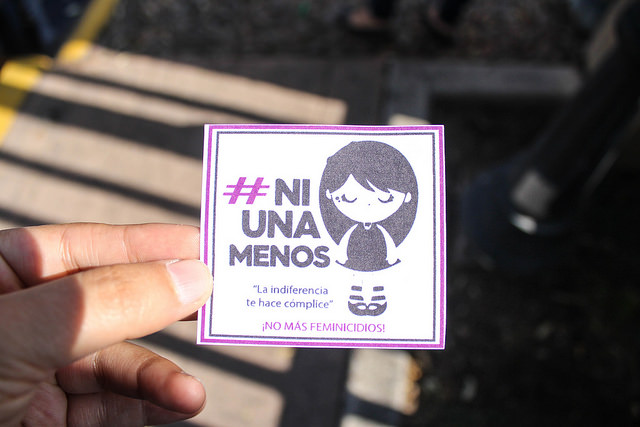 # NI
UNA
MENOS
"La indiferencia
te hace cómplice"
¡NO MÁS FEMINICIDIOS!